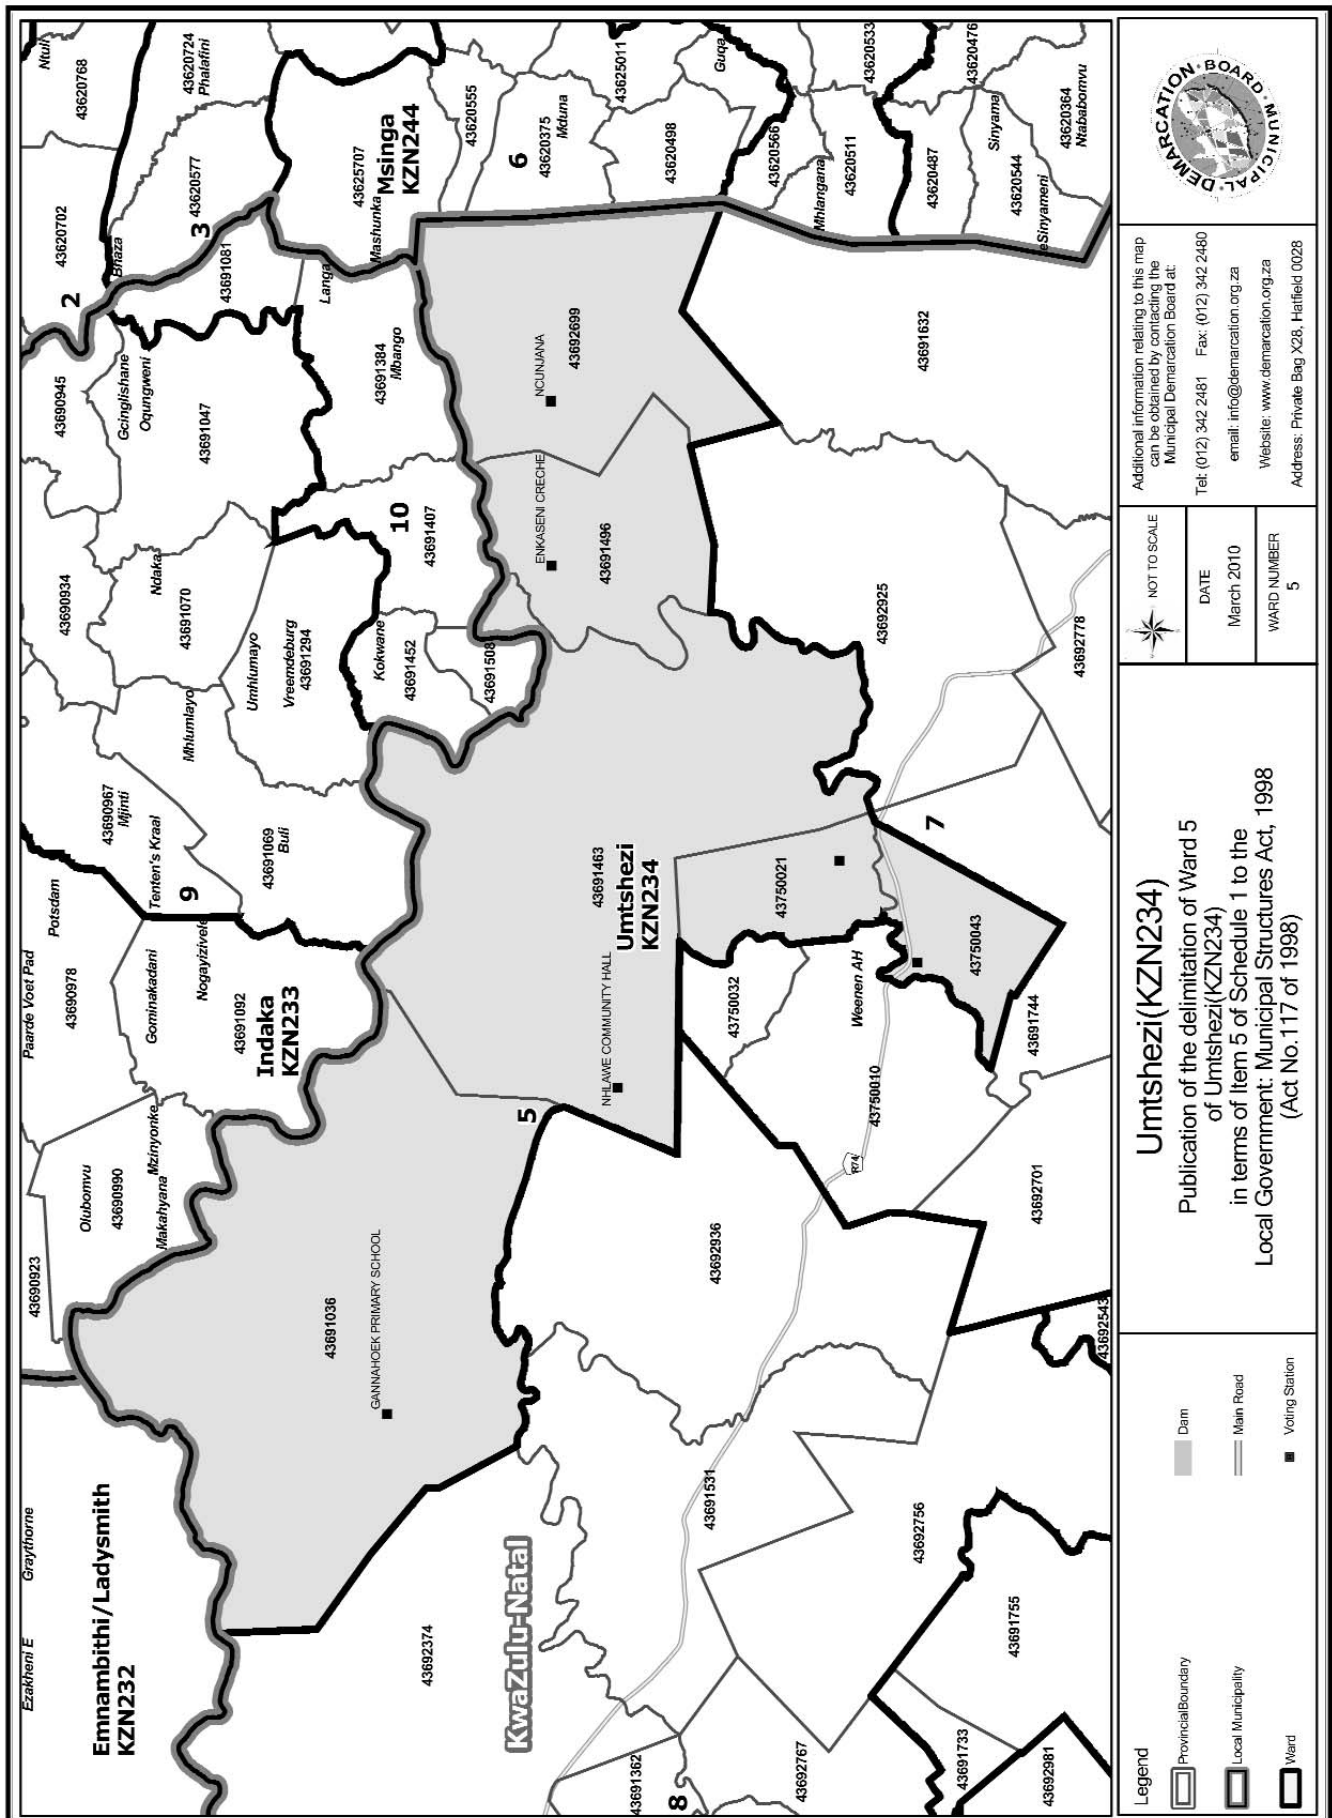 Ezakheni E
Graythorne
Emnambithi/Ladysmith
KZN232
43690923
Paarde Voet Pad
Potsdam
43690978
Olubomvu
43690990
Makahyana
Mzinyonke
Gominakadani
Nogayizivele
43691092
Indaka
KZN233
43690967
Mjinti
Tenten's Kraal
9
43691069
Bufi
43690934
Mhlumlayo
Ndaka
43691070
Umhlumayo
Vreemdeburg
43691294
43690945
Gcinglishane
Oqungweni
43691047
2
43620702
Bhaza
43691081
3
43620577
43620768
Ntuli
43620724
Phalafini
Langa
43691384
Mbango
10
43691407
Kokwane
43691452
43691508
43625707
Mashunka
Msinga
KZN244
43620555
6
43620375
Mduna
43625011
43620498
Guqa
43620566
Mhlangana
43620511
43620533
43620487
43620476
Sinyama
43620544
eSinyameni
43620364
Ntababomvu
43691036
GANNAHOEK PRIMARY SCHOOL
5
NHLAWE COMMUNITY HALL
43691463
Umtshezi
KZN234
ENKASENI CRECHE
43691496
NCUNJANA
43692699
43691632
43692925
43692778
7
43750021
43750043
43750032
Weenen AH
43750010
43691744
R74
43692701
43692936
43692543
43692374
KwaZulu-Natal
43691531
43692756
43691755
43691362
8
43692767
43691733
43692981
Legend
ProvincialBoundary
Local Municipality
Ward
Dam
Main Road
Voting Station
Umtshezi(KZN234)
Publication of the delimitation of Ward 5
of Umtshezi(KZN234)
in terms of Item 5 of Schedule 1 to the
Local Government: Municipal Structures Act, 1998
(Act No.117 of 1998)
NOT TO SCALE
DATE
March 2010
WARD NUMBER
5
Additional information relating to this map
can be obtained by contacting the
Municipal Demarcation Board at:
Tel: (012) 342 2481 Fax: (012) 342 2480
email: info@demarcation.org.za
Website: www.demarcation.org.za
Address: Private Bag X28, Hatfield 0028
MUNICIPAL DEMARCATION BOARD